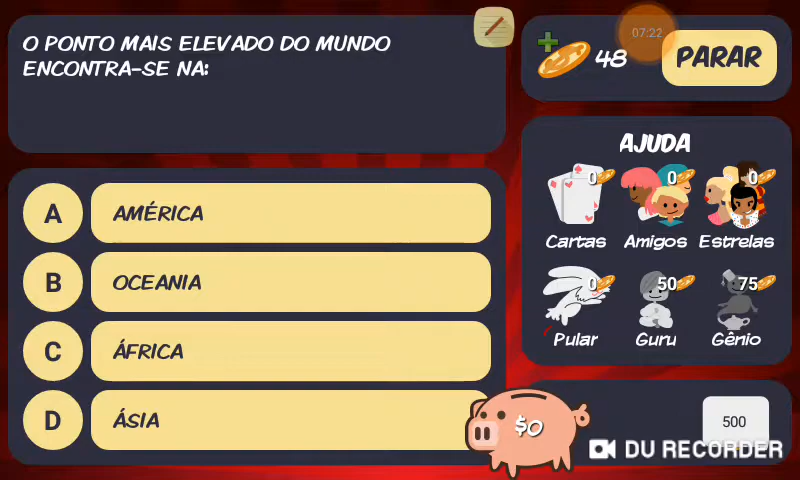 O PONTO MAIS ELEVADO DO MUNDO
ENCONTRA-SE NA:
07:22
48
PARAR
A
AMÉRICA
B
OCEANIA
C
ÁFRICA
D
ÁSIA
AJUDA
0
0
0
Cartas
Amigos
Estrelas
0
50
75
Pular
Guru
Gênio
$0
500
DU RECORDER